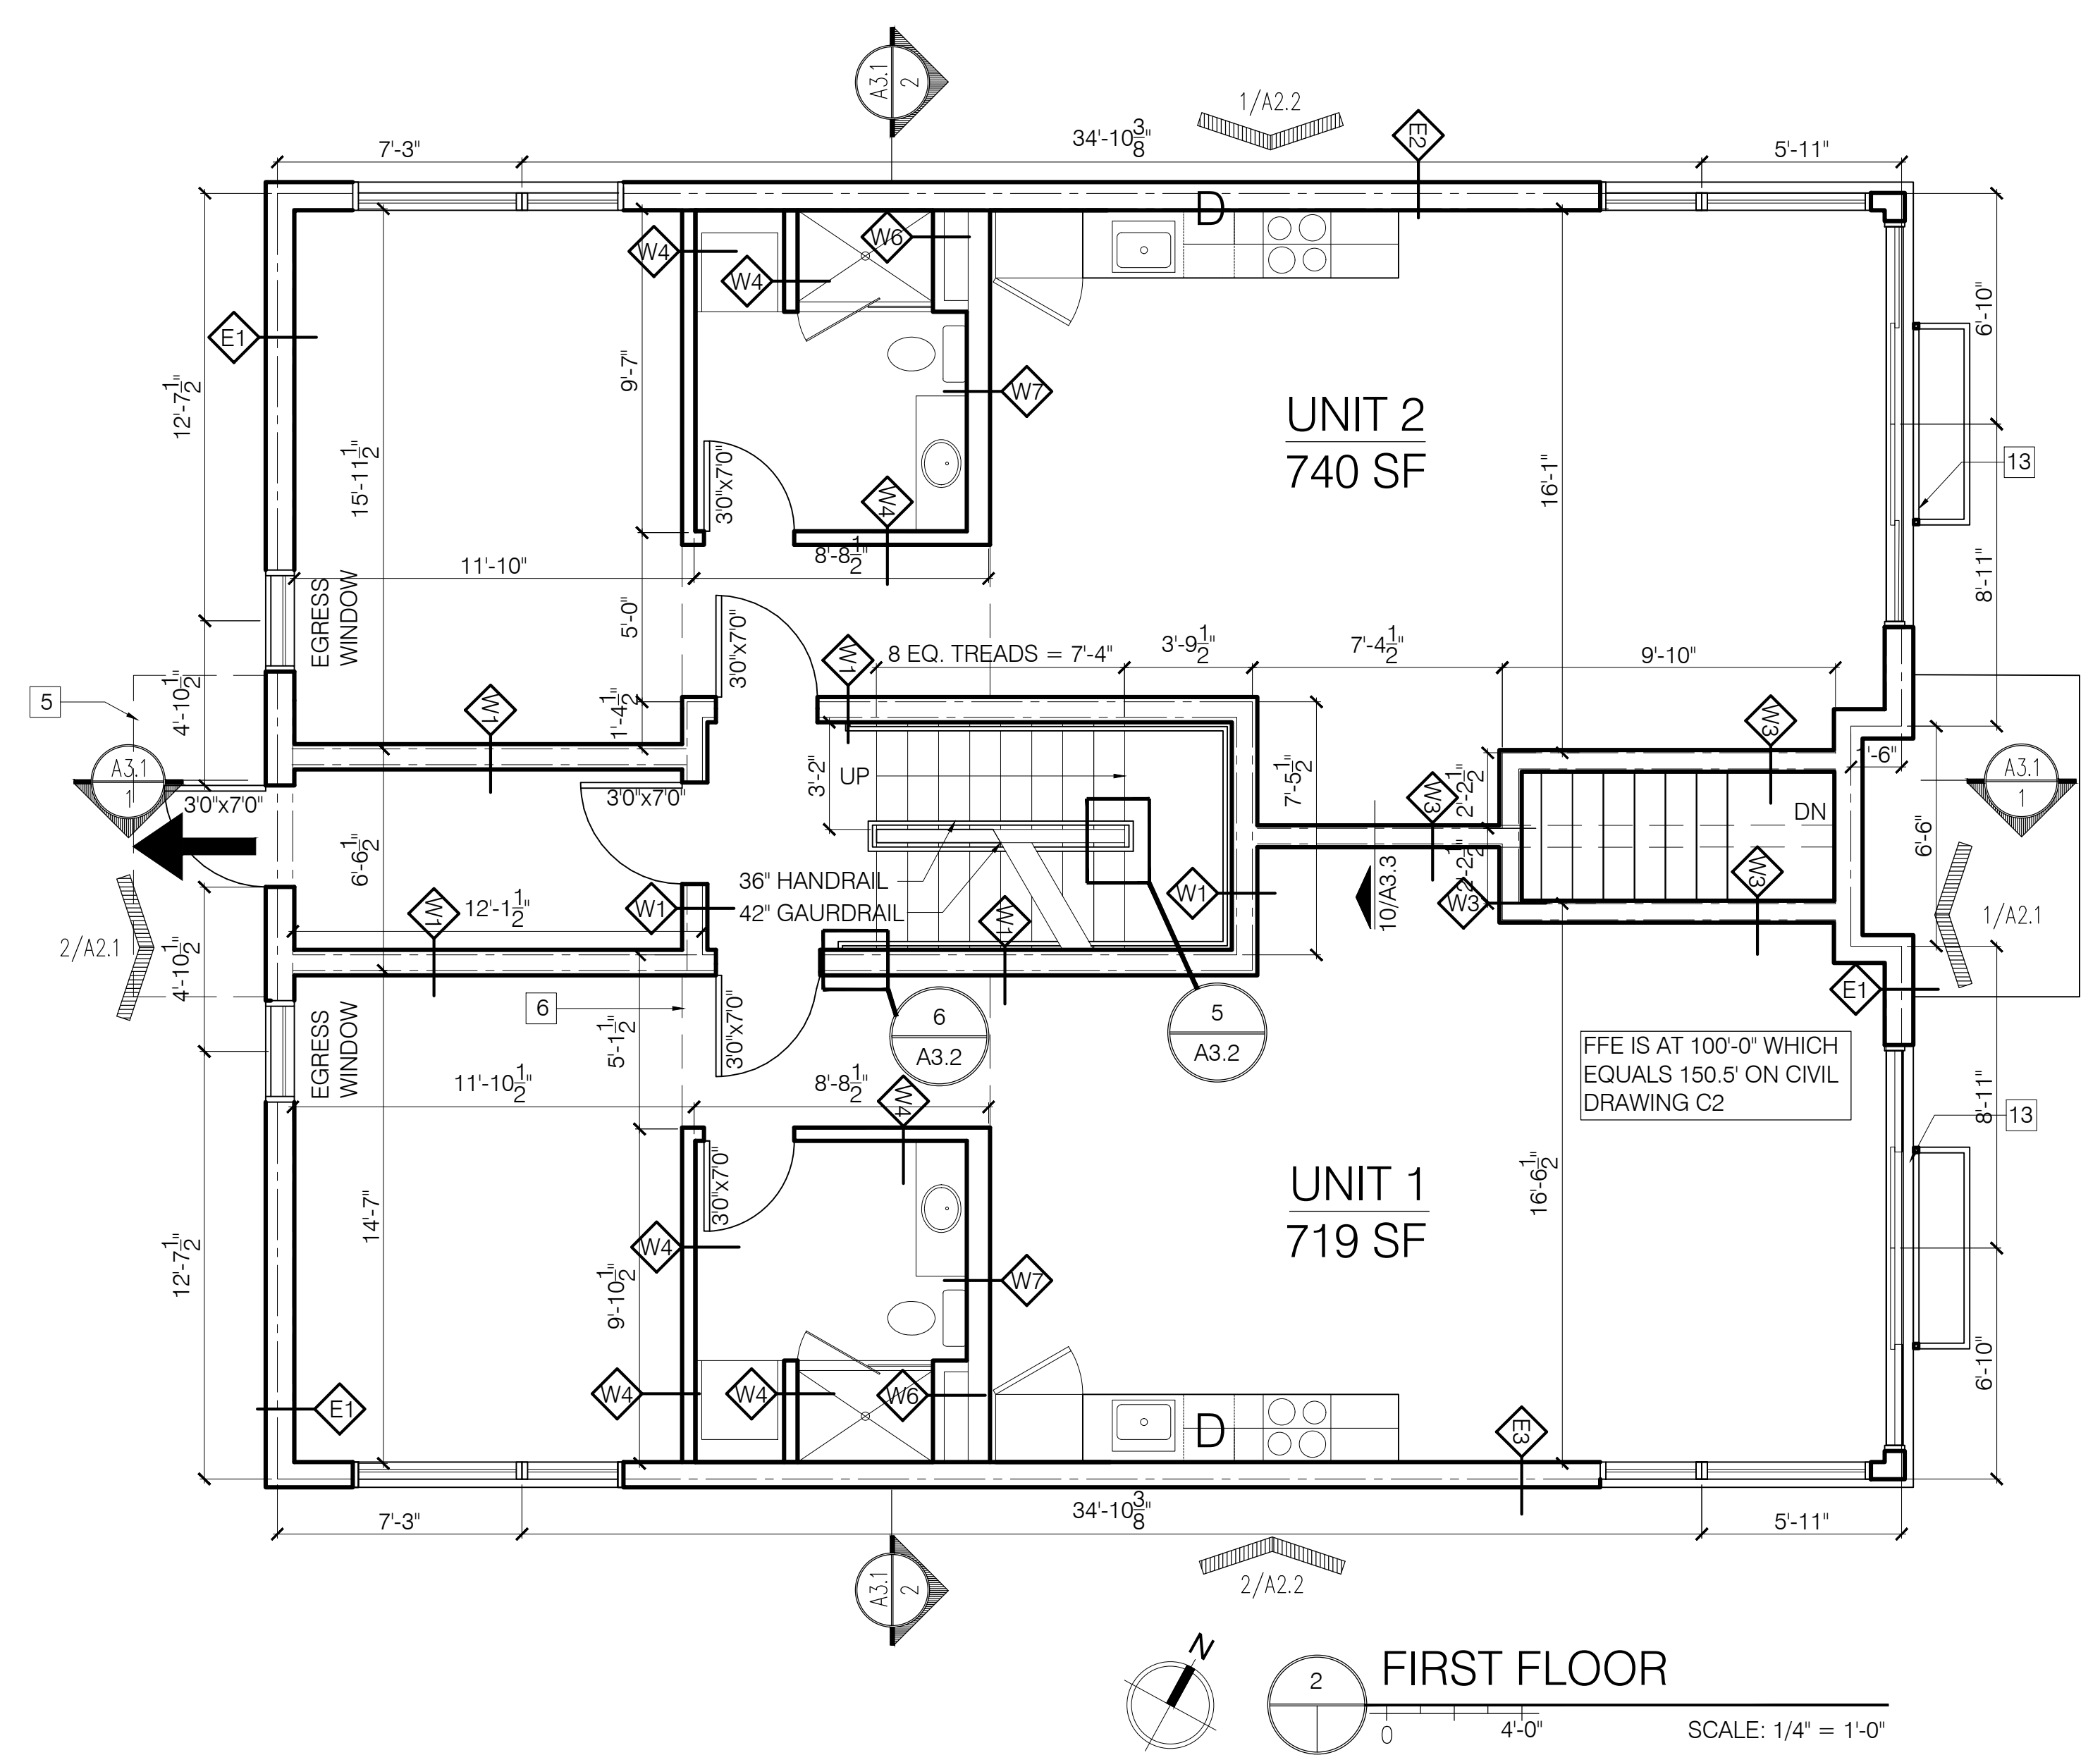 A3.1
2
1/A2.2
7'-3"
34'-10 3/8"
E2
5'-11"
D
W4
W6
W4
E1
6'-10"
12'-7 1/2"
9'-7"
W7
UNIT 2
740 SF
13
15'-11 1/2"
3'0"x7'0"
W4
16'-1"
8'-8 1/2"
11'-10"
8'-11"
EGRESS
WINDOW
5'-0"
3'0"x7'0"
W1
8 EQ. TREADS = 7'-4"
3'-9 1/2"
7'-4 1/2"
9'-10"
5
4'-10 1/2"
W1
1'-4 1/2"
W3
1'-6"
A3.1
1
3'0"x7'0"
3'0"x7'0"
UP
3'-2"
7'-5 1/2"
W3
2'-2 1/2"
DN
A3.1
1
6'-6 1/2"
6'-6"
36" HANDRAIL
42" GAURDRAIL
W1
W1
12'-1 1/2"
W1
W1
10/A3.3
2'-2 1/2"
W3
W3
2/A2.1
1/A2.1
4'-10 1/2"
E1
6
5'-1 1/2"
3'0"x7'0"
6
A3.2
5
A3.2
EGRESS
WINDOW
FFE IS AT 100'-0" WHICH
EQUALS 150.5' ON CIVIL
DRAWING C2
11'-10 1/2"
8'-8 1/2"
W4
8'-11"
13
3'0"x7'0"
UNIT 1
719 SF
16'-6 1/2"
14'-7"
W4
W7
12'-7 1/2"
9'-10 1/2"
6'-10"
W4
W4
W6
E1
D
E3
7'-3"
34'-10 3/8"
5'-11"
A3.1
2
2/A2.2
N
2
FIRST FLOOR
0
4'-0"
SCALE: 1/4" = 1'-0"